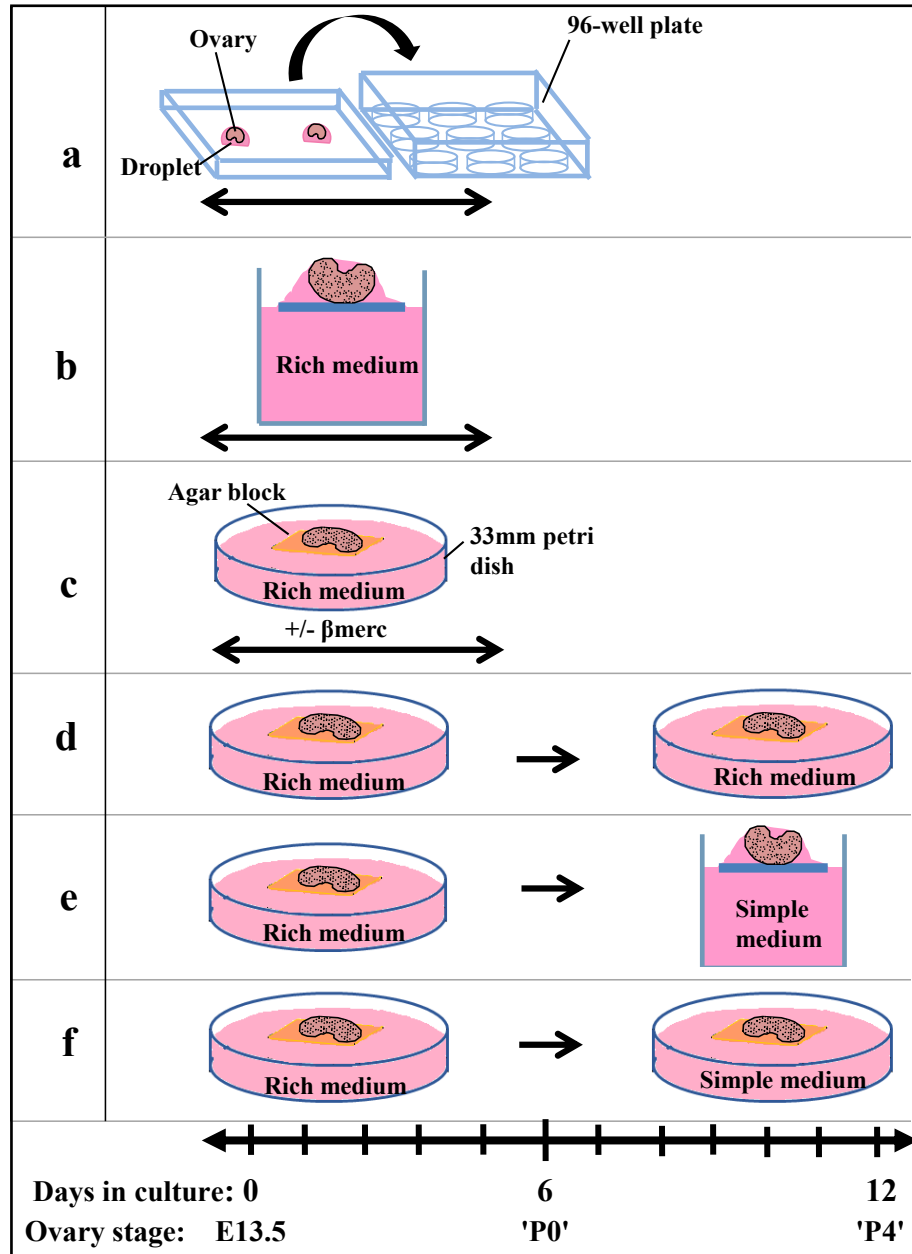 Ovary
96-well plate
Droplet
a
b
Rich medium
Agar block
33mm petri
dish
Rich medium
+/- βmerc
c
d
Rich medium
Rich medium
e
Rich medium
Simple
medium
f
Rich medium
Simple medium
Days in culture: 0 6 12
Ovary stage: E13.5 'P0' 'P4'